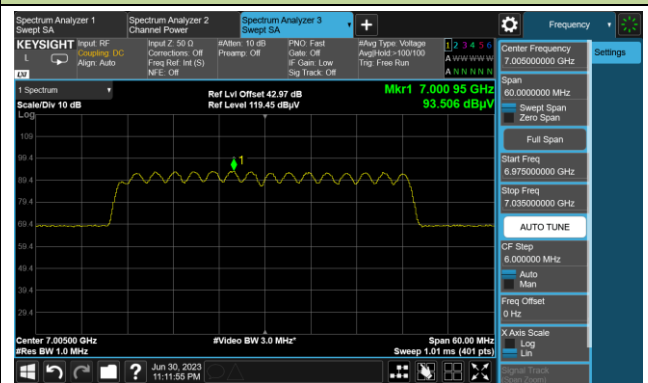 Spectrum Analyzer 1
Swept SA
Spectrum Analyzer 2
Channel Power
Spectrum Analyzer 3
Swept SA
Frequency
KEYSIGHT
L
Input: RF
Coupling: DC
Align: Auto
Input Z: 50 Ω
Corrections: Off
Freq Ref: Int (S)
NFE: Off
#Atten: 10 dB
Preamp: Off
PNO: Fast
Gate: Off
IF Gain: Low
Sig Track: Off
#Avg Type: Voltage
Avg|Hold:>100/100
Trig: Free Run
1 2 3 4 5 6
A W W W W W
A N N N N N
Settings
LXI
1 Spectrum
Scale/Div 10 dB
Log
Ref Lvl Offset 42.97 dB
Ref Level 119.45 dBµV
Mkr1 7.000 95 GHz
93.506 dBµV
1
109
99.4
89.4
79.4
69.4
59.4
49.4
39.4
29.4
Center 7.00500 GHz
#Res BW 1.0 MHz
#Video BW 3.0 MHz*
Span 60.00 MHz
Sweep 1.01 ms (401 pts)
Center Frequency
7.005000000 GHz
Span
60.0000000 MHz
Swept Span
Zero Span
Full Span
Start Freq
6.975000000 GHz
Stop Freq
7.035000000 GHz
AUTO TUNE
CF Step
6.000000 MHz
Auto
Man
Freq Offset
0 Hz
X Axis Scale
Log
Lin
Signal Track
(Span Zoom)
?
Jun 30, 2023
11:11:55 PM